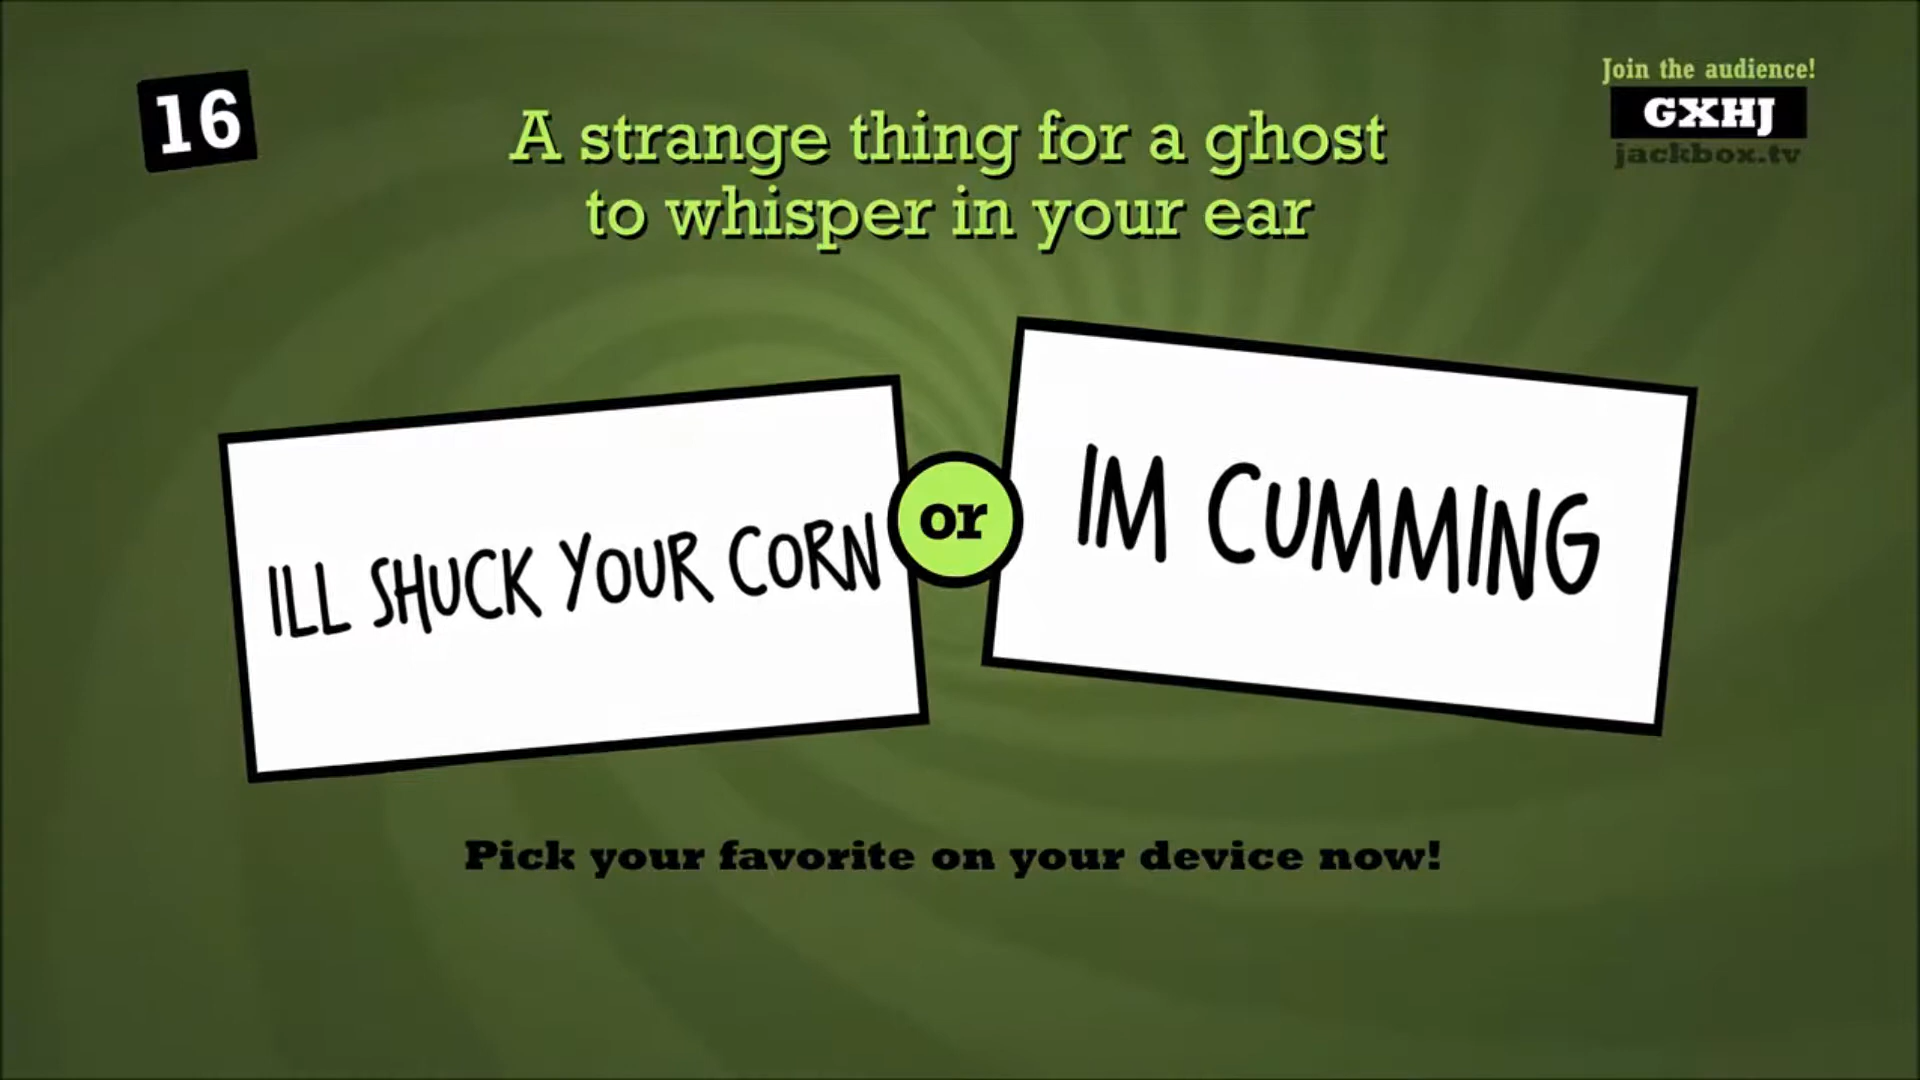 16
Join the audience!
GXHJ
jackbox.tv
A strange thing for a ghost
to whisper in your ear
ILL SHUCK YOUR CORN
or
IM CUMMING
Pick your favorite on your device now!